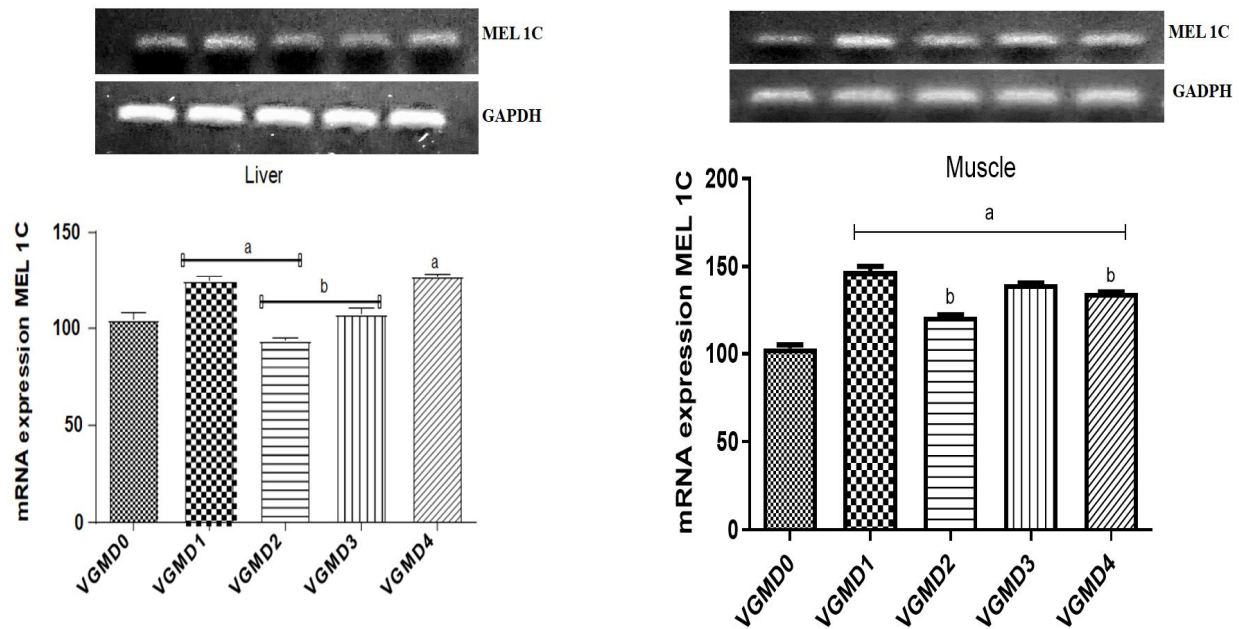 MEL 1C
GAPDH
Liver
mRNA expression MEL 1C
150
100
50
0
a
b
a
VGMD0
VGMD1
VGMD2
VGMD3
VGMD4
MEL 1C
GADPH
Muscle
mRNA expression MEL 1C
200
150
100
50
0
a
b
b
VGMD0
VGMD1
VGMD2
VGMD3
VGMD4